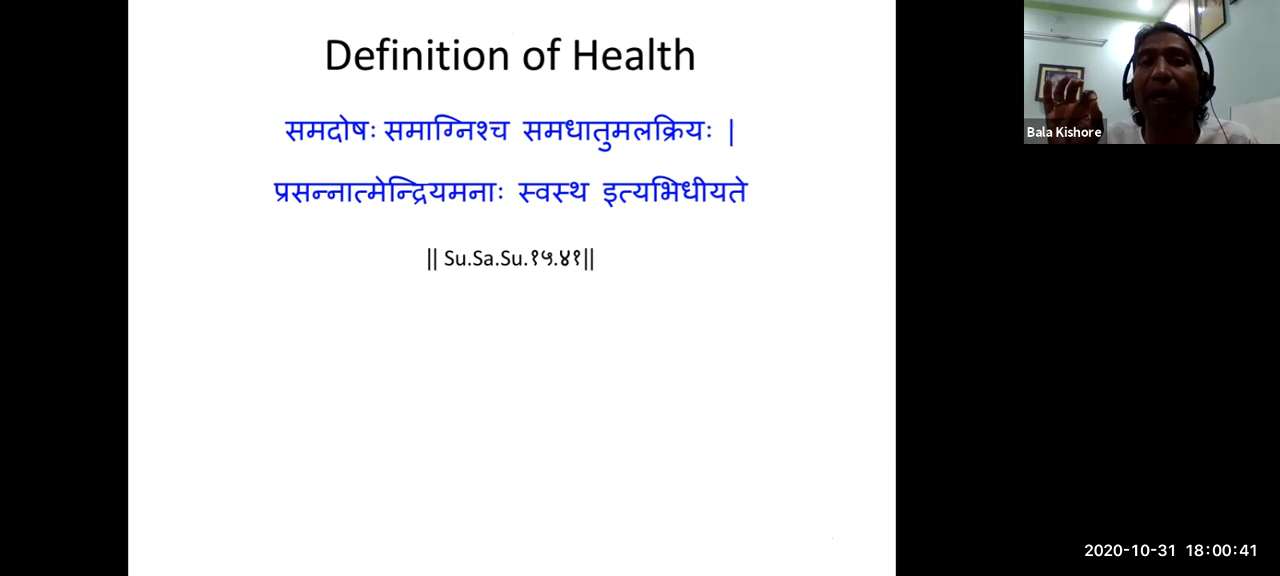 Definition of Health
समदोषः समाग्निश्च समधातुमलक्रियः |
प्रसन्नात्मेन्द्रियमनाः स्वस्थ इत्यभिधीयते
|| Su.Sa.Su.१५.४१||
Bala Kishore
2020-10-31 18:00:41